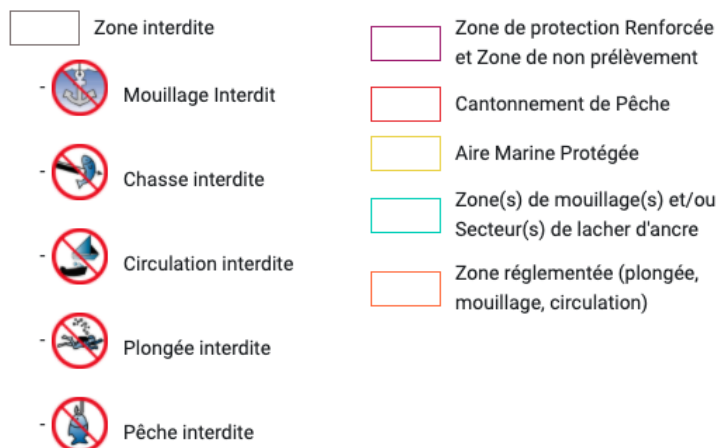 Zone interdite
- Mouillage Interdit
- Chasse interdite
- Circulation interdite
- Plongée interdite
- Pêche interdite
Zone de protection Renforcée
et Zone de non prélèvement
Cantonnement de Pêche
Aire Marine Protégée
Zone(s) de mouillage(s) et/ou
Secteur(s) de lacher d'ancre
Zone réglementée (plongée,
mouillage, circulation)